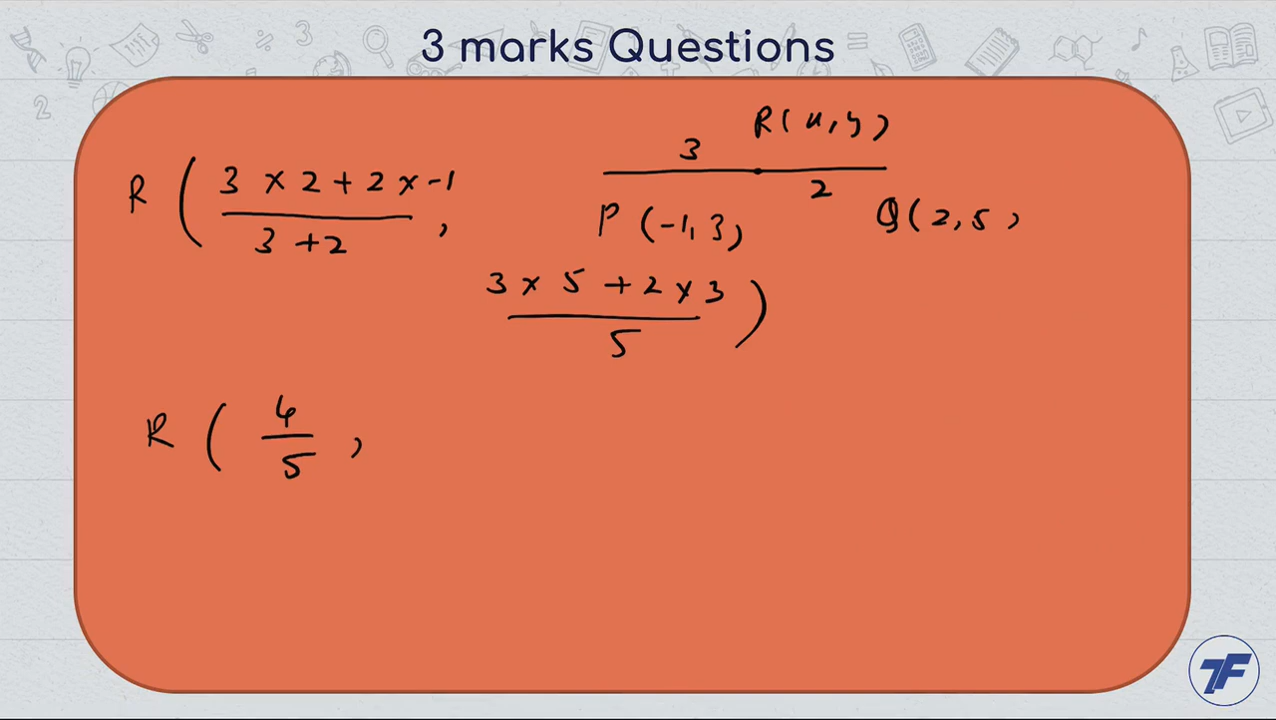 3 marks Questions
R(x,y)
3
R ( 3 × 2 + 2 × -1 / 3 + 2 ,
2
P (-1, 3)
Q(2,5)
3 × 5 + 2 × 3 / 5 )
R ( 4 / 5 ,
TF